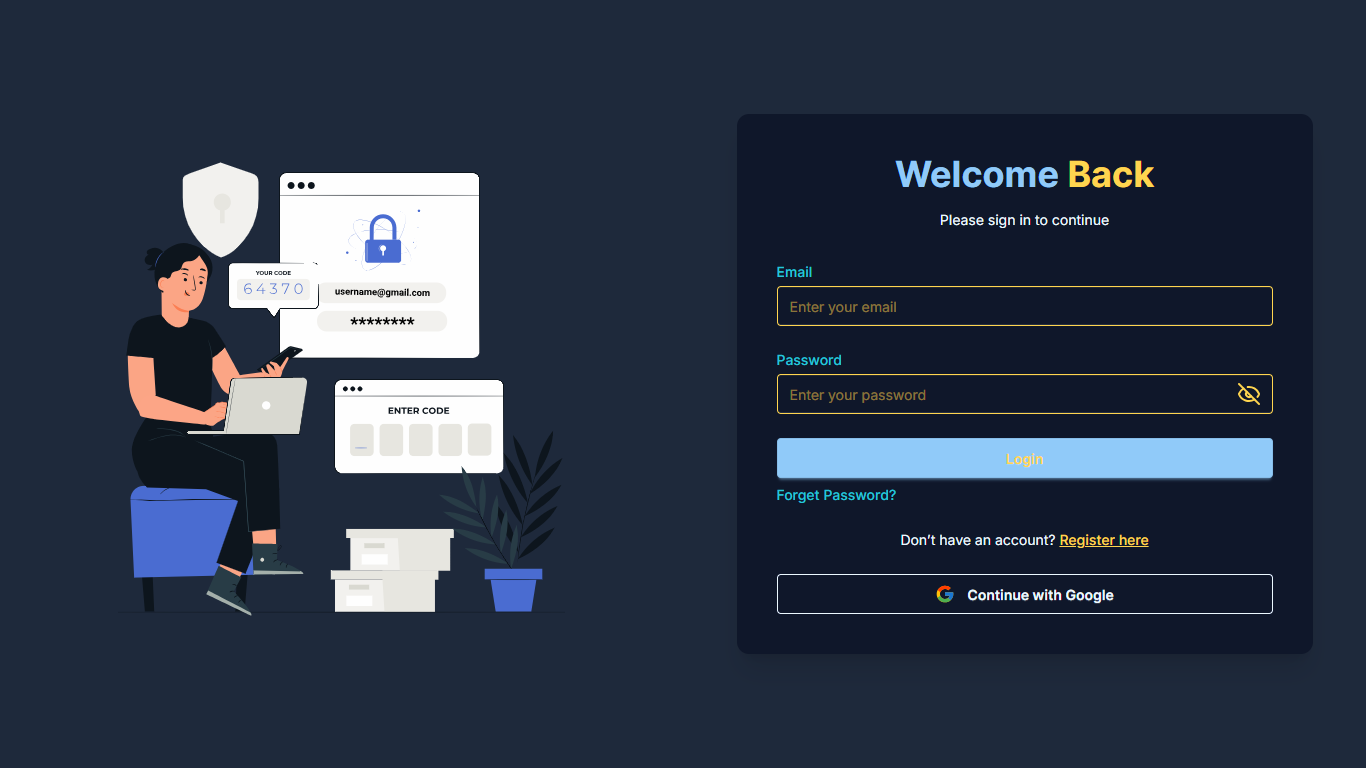 YOUR CODE
64370
username@gmail.com
********
ENTER CODE
Welcome Back
Please sign in to continue
Email
Enter your email
Password
Enter your password
Login
Forget Password?
Don’t have an account? Register here
Continue with Google